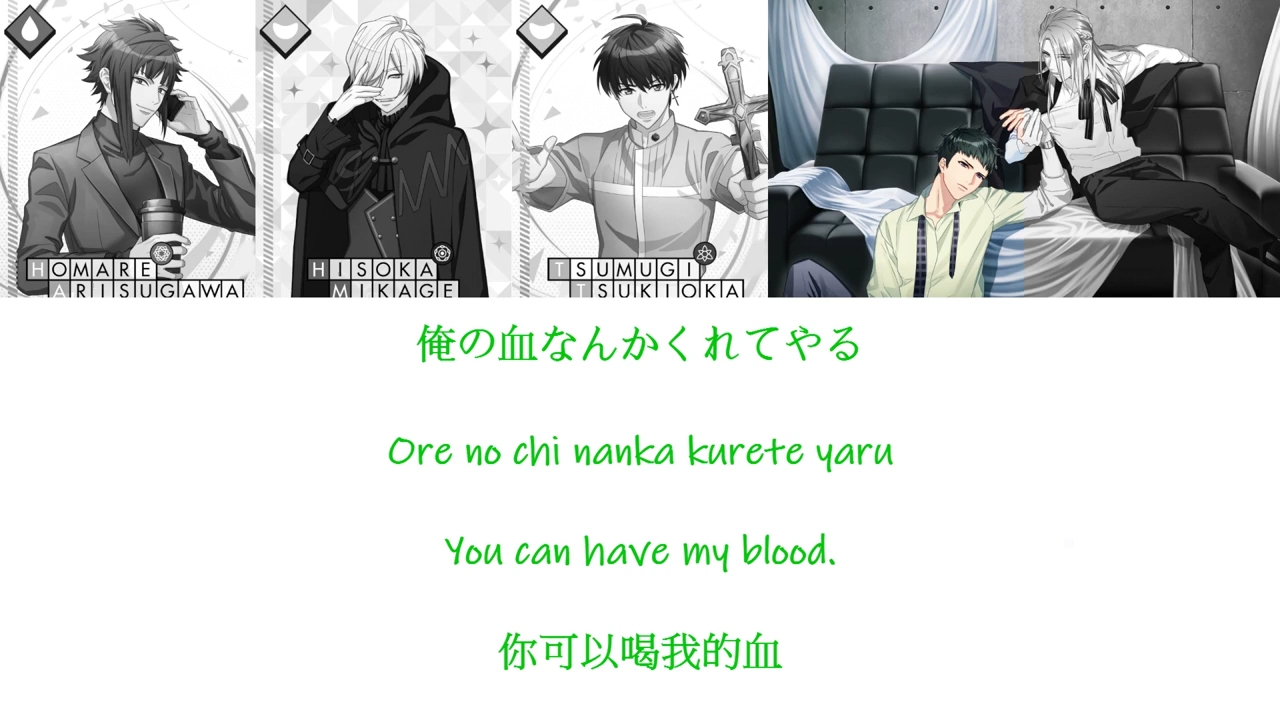 HOMARE
ARISUGAWA
HISOKA
MIKAGE
TSUMUGI
TSUKIOKA
俺の血なんかくれてやる
Ore no chi nanka kurete yaru
You can have my blood.
你可以喝我的血